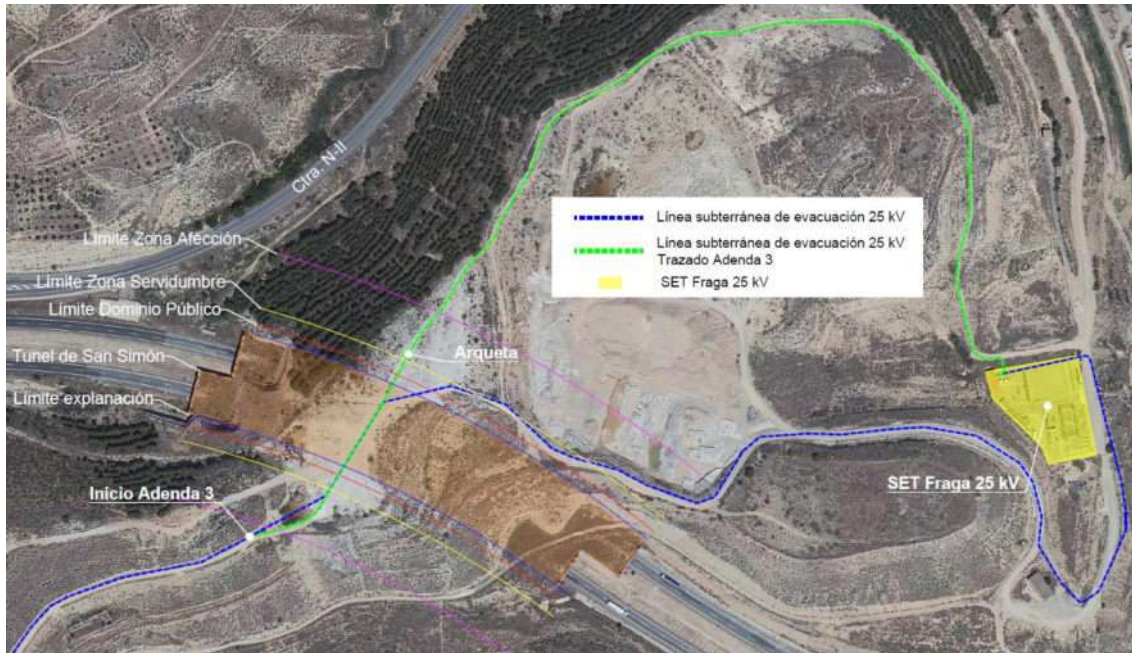 Ctra. N-II
Límite Zona Afección
Límite Zona Servidumbre
Límite Dominio Público
Tunel de San Simón
Límite explanación
Arqueta
Inicio Adenda 3
Línea subterránea de evacuación 25 kV
Línea subterránea de evacuación 25 kV
Trazado Adenda 3
SET Fraga 25 kV
SET Fraga 25 kV